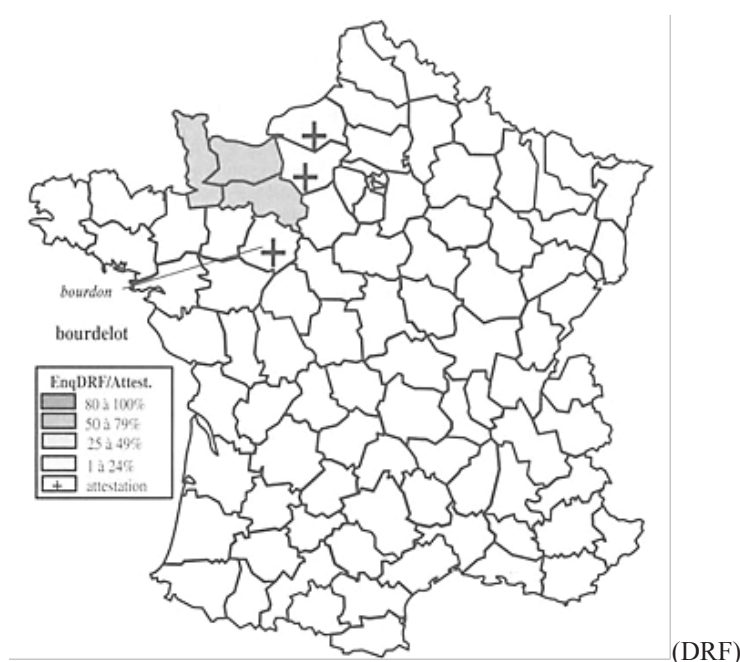 bourdon
bourdelot
EnqDRF/Attest.
80 à 100%
50 à 79%
25 à 49%
1 à 24%
+ attestation
(DRF)